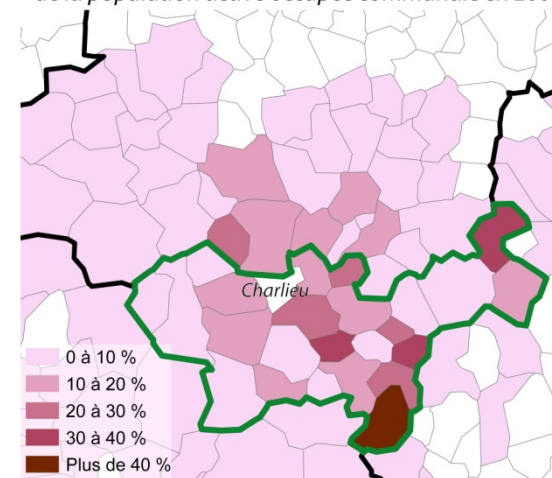 de la population active occupée communale en
Charlieu
0 à 10 %
10 à 20 %
20 à 30 %
30 à 40 %
Plus de 40 %